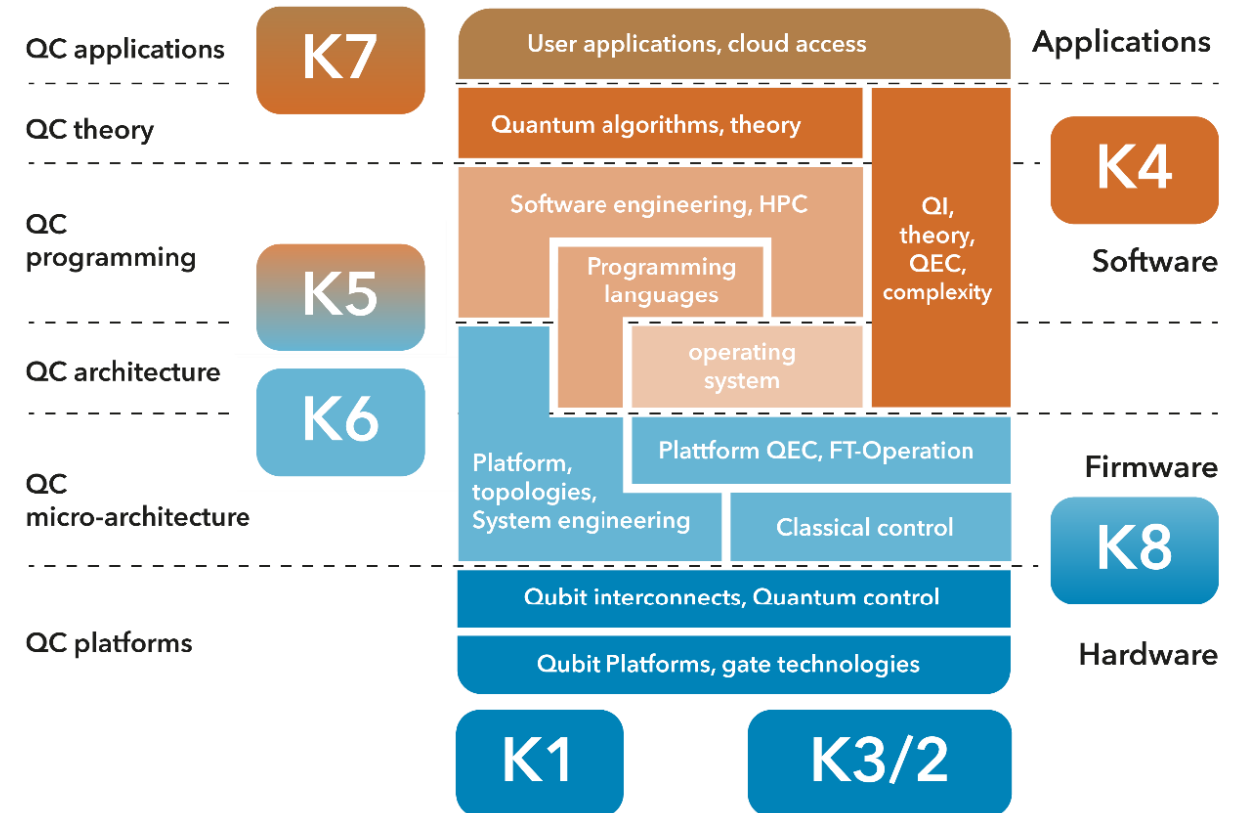 QC applications
K7
User applications, cloud access
Applications
QC theory
Quantum algorithms, theory
K4
QC
programming
Software engineering, HPC
QI,
theory,
QEC,
complexity
Software
K5
Programming
languages
QC architecture
operating
system
K6
Plattform QEC, FT-Operation
Firmware
QC
micro-architecture
Platform,
topologies,
System engineering
Classical control
K8
Qubit interconnects, Quantum control
QC platforms
Qubit Platforms, gate technologies
Hardware
K1
K3/2